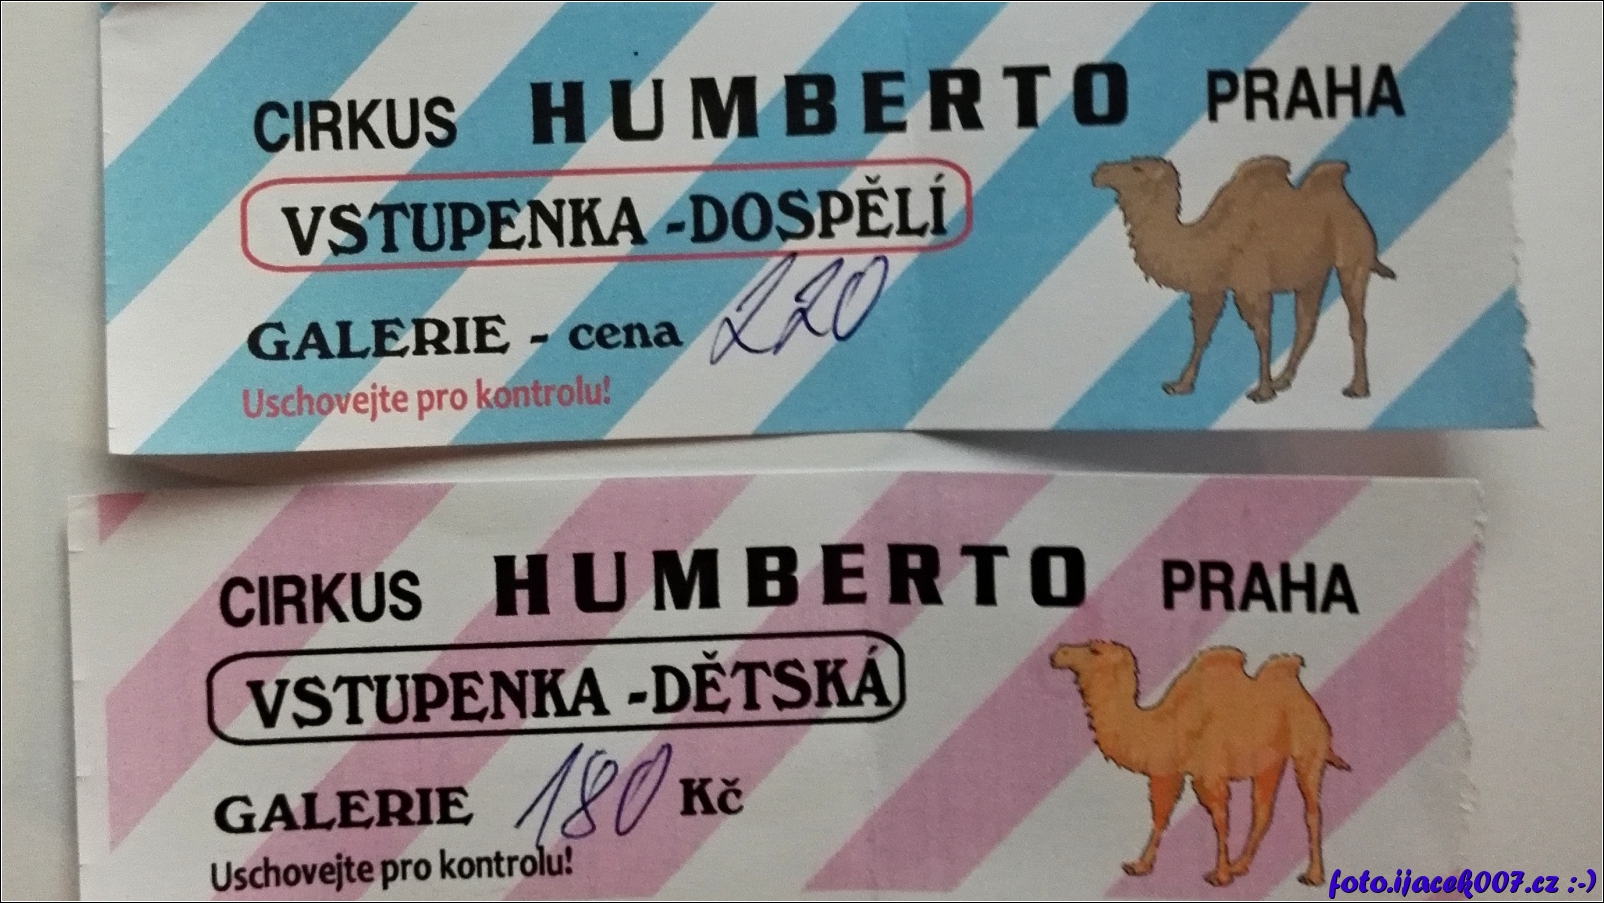 CIRKUS HUMBERTO PRAHA
VSTUPENKA -DOSPĚLÍ
GALERIE - cena 220
Uschovejte pro kontrolu!
CIRKUS HUMBERTO PRAHA
VSTUPENKA -DĚTSKÁ
GALERIE 180 Kč
Uschovejte pro kontrolu!
foto.ijacek007.cz :-)